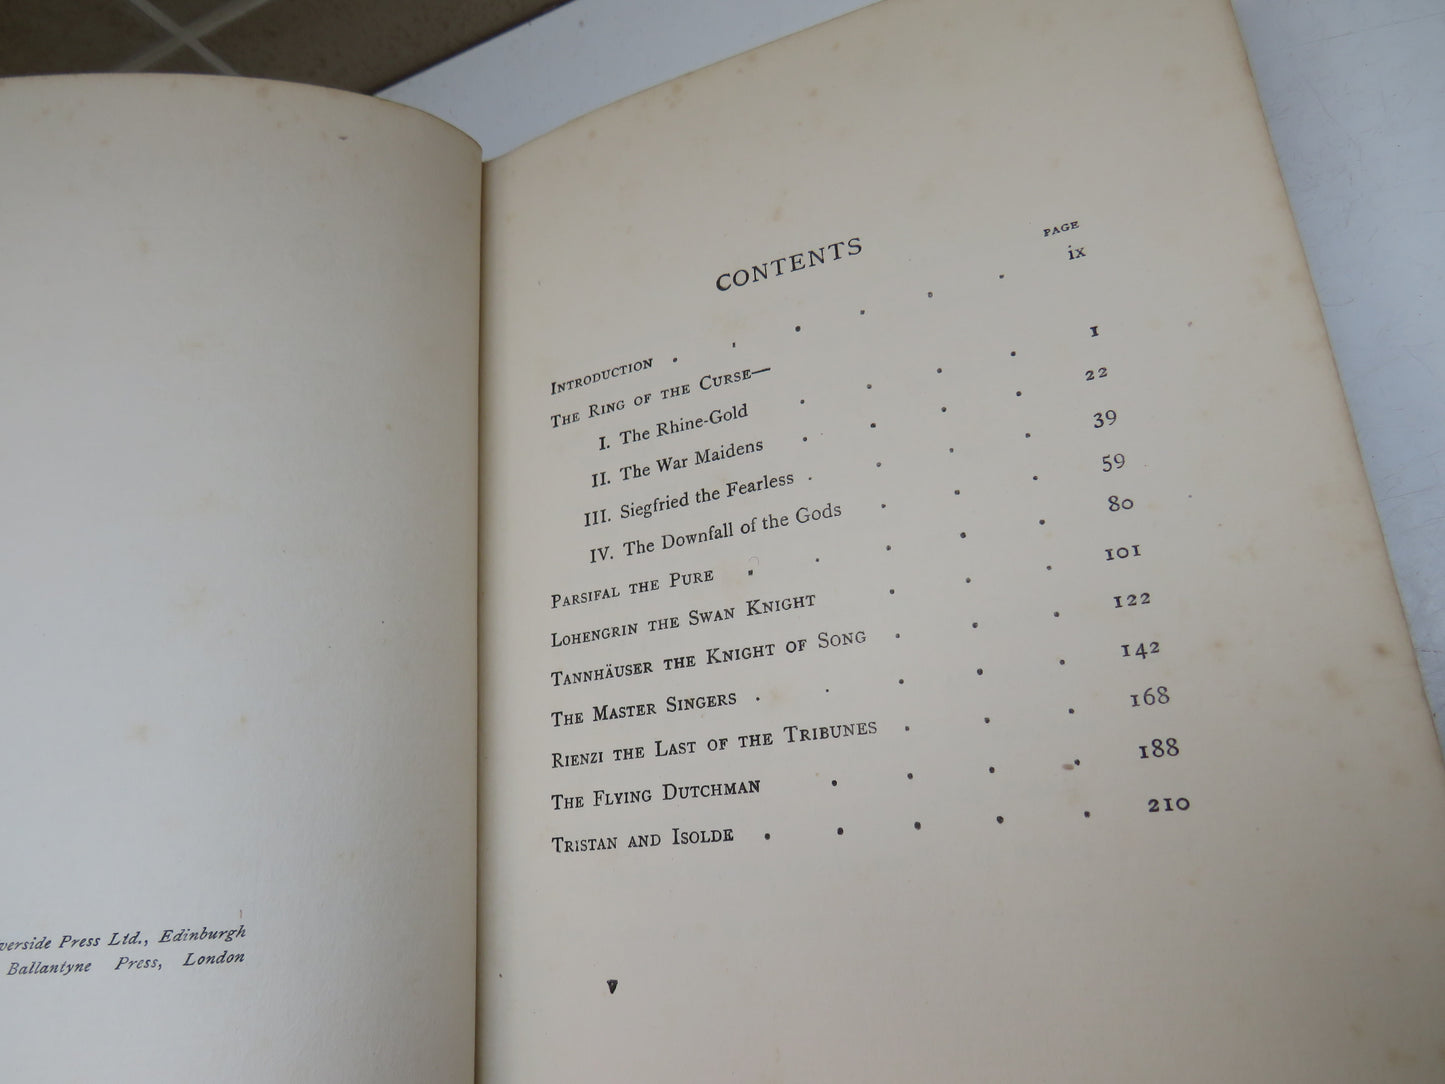 verside Press Ltd., Edinburgh
Ballantyne Press, London
CONTENTS
PAGE
INTRODUCTION . . . . . . ix
THE RING OF THE CURSE—
I. The Rhine-Gold . . . . 1
II. The War Maidens . . . . 22
III. Siegfried the Fearless . . . . 39
IV. The Downfall of the Gods . . . 59
PARSIFAL THE PURE . . . . . 80
LOHENGRIN THE SWAN KNIGHT . . . 101
TANNHÄUSER THE KNIGHT OF SONG . . . 122
THE MASTER SINGERS . . . . . 142
RIENZI THE LAST OF THE TRIBUNES . . . 168
THE FLYING DUTCHMAN . . . . 188
TRISTAN AND ISOLDE . . . . . 210
v